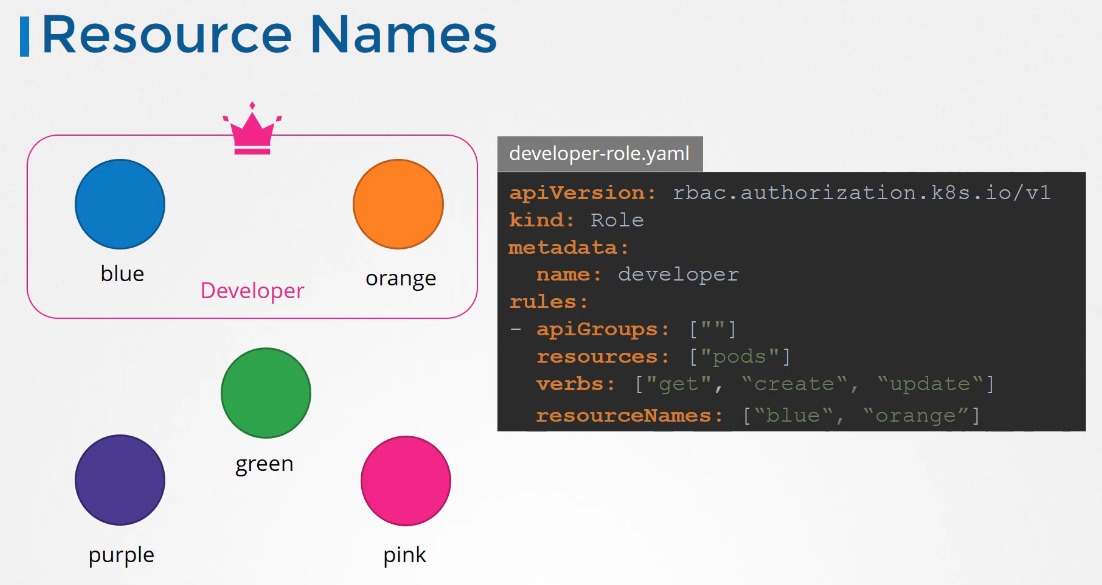 Resource Names
blue
orange
Developer
green
purple
pink
developer-role.yaml
apiVersion: rbac.authorization.k8s.io/v1
kind: Role
metadata:
  name: developer
rules:
- apiGroups: [""]
  resources: ["pods"]
  verbs: ["get", “create“, “update“]
  resourceNames: [“blue“, “orange”]